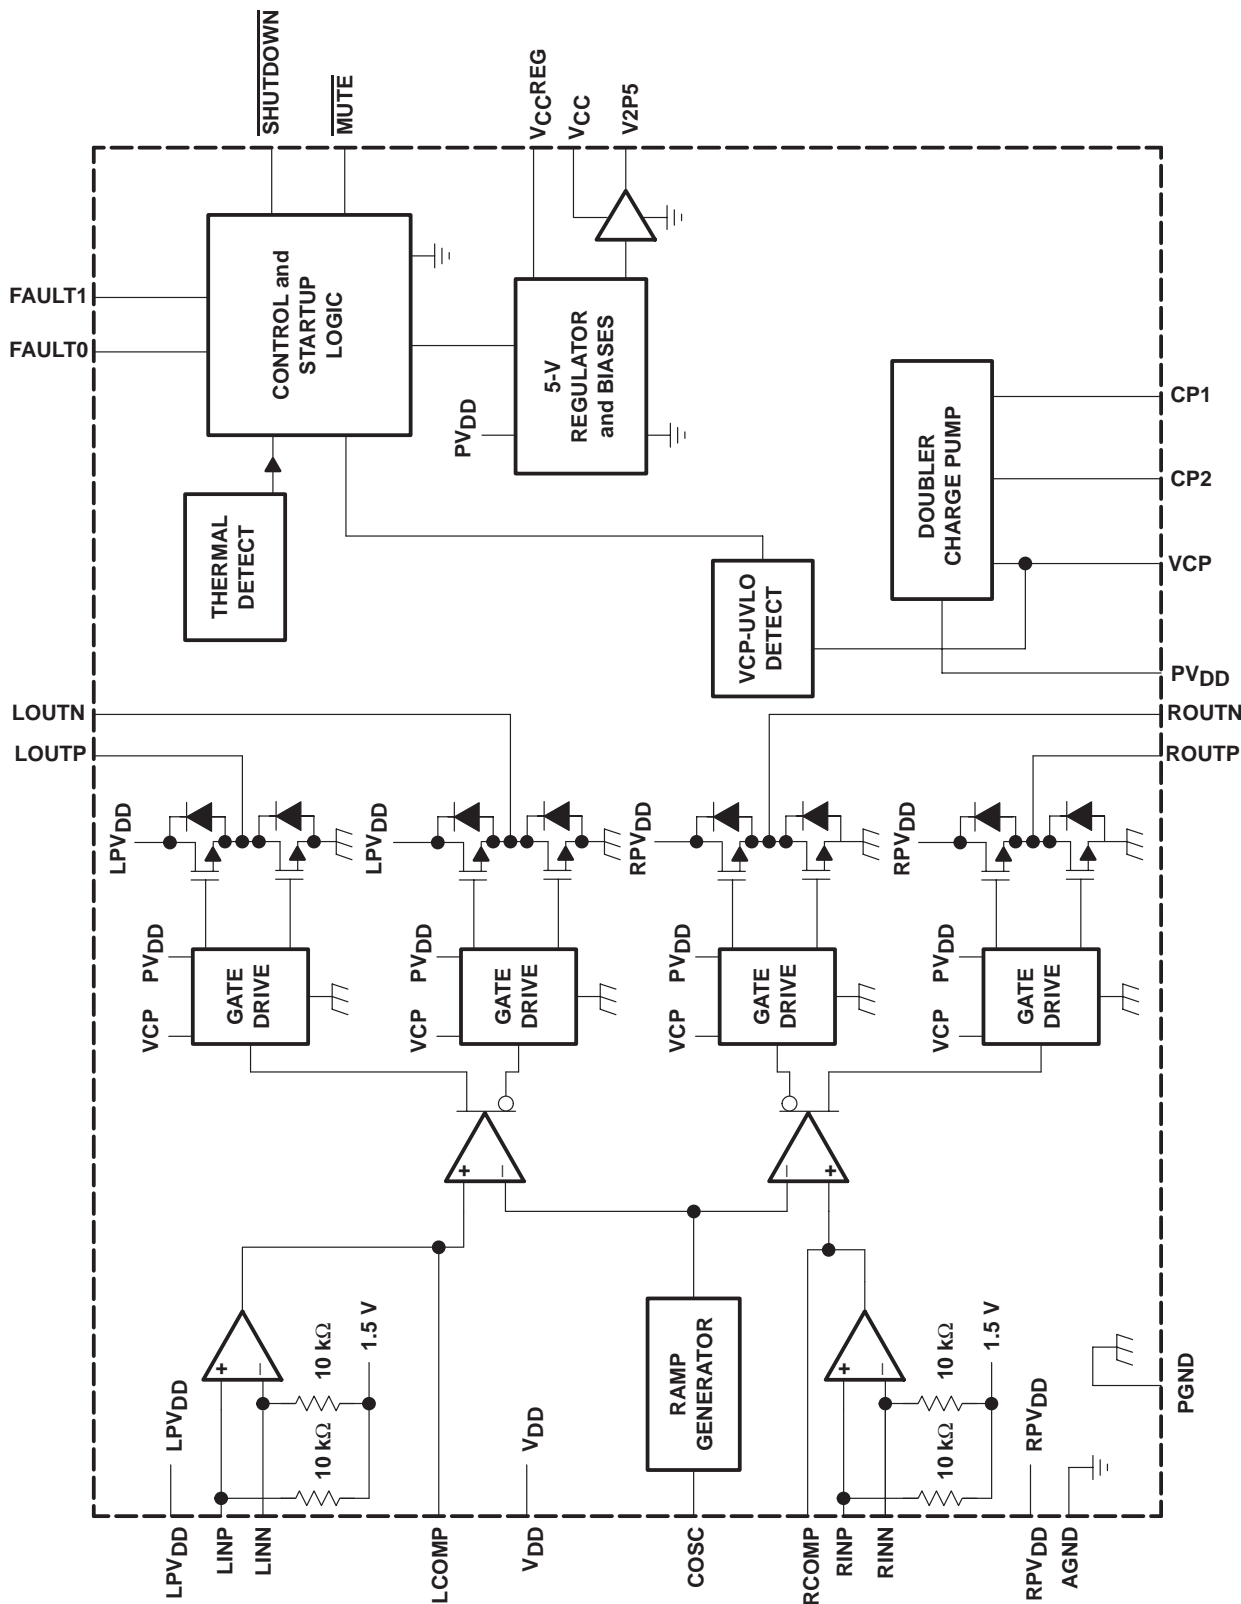 SHUTDOWN
MUTE
VCCREG
VCC
V2P5
FAULT1
FAULT0
CONTROL and
STARTUP
LOGIC
5-V
REGULATOR
and BIASES
PVDD
THERMAL
DETECT
VCP-UVLO
DETECT
DOUBLER
CHARGE PUMP
CP1
CP2
VCP
PVDD
LOUTN
LOUTP
ROUTN
ROUTP
LPVDD
LPVDD
RPVDD
RPVDD
PVDD
VCP
GATE
DRIVE
PVDD
VCP
GATE
DRIVE
PVDD
VCP
GATE
DRIVE
PVDD
VCP
GATE
DRIVE
+
–
–
+
+
–
10 kΩ
10 kΩ
1.5 V
RAMP
GENERATOR
+
–
10 kΩ
10 kΩ
1.5 V
LPVDD
VDD
RPVDD
PGND
LPVDD
LINP
LINN
LCOMP
VDD
COSC
RCOMP
RINP
RINN
RPVDD
AGND